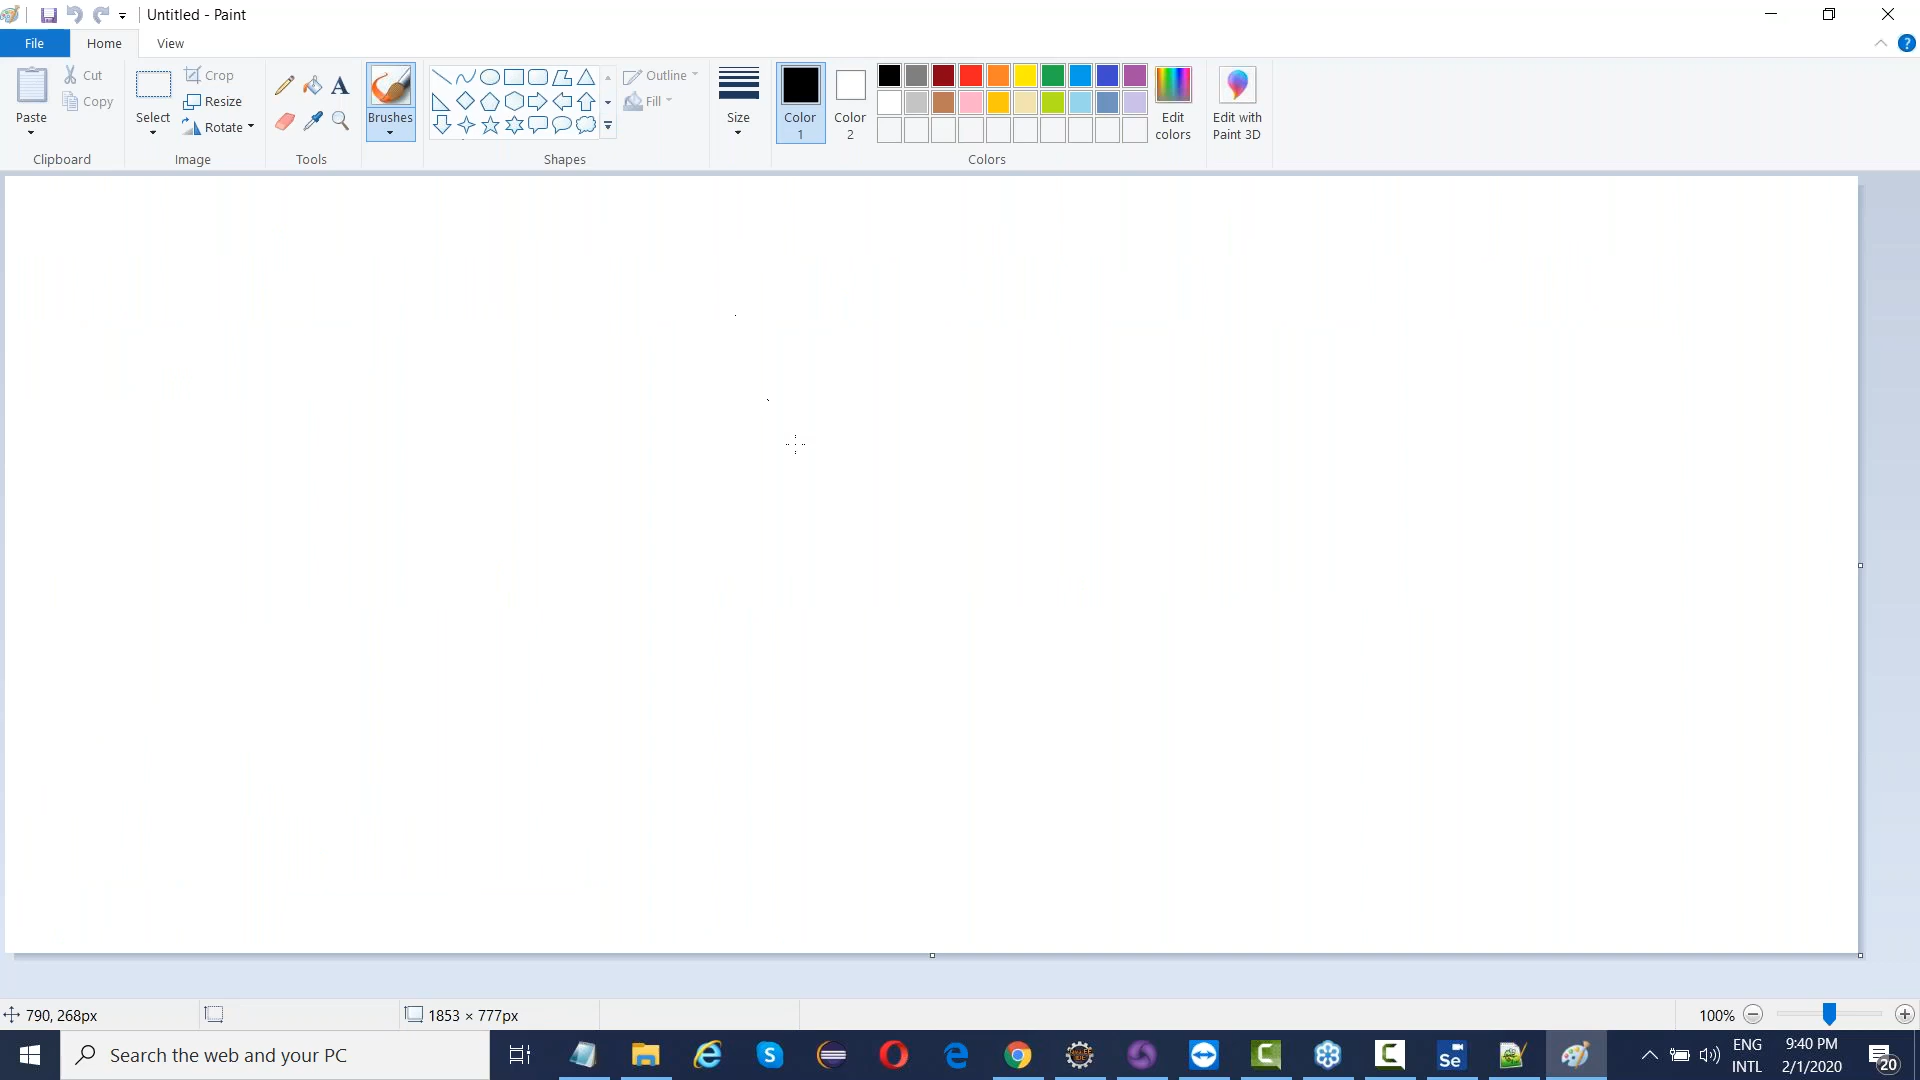 Untitled - Paint
File
Home
View
Paste
Cut
Copy
Clipboard
Select
Crop
Resize
Rotate
Image
A
Tools
Brushes
Shapes
Outline
Fill
Size
Color
1
Color
2
Colors
Edit
colors
Edit with
Paint 3D
790, 268px
1853 × 777px
100%
Search the web and your PC
Se
ENG
INTL
9:40 PM
2/1/2020
20